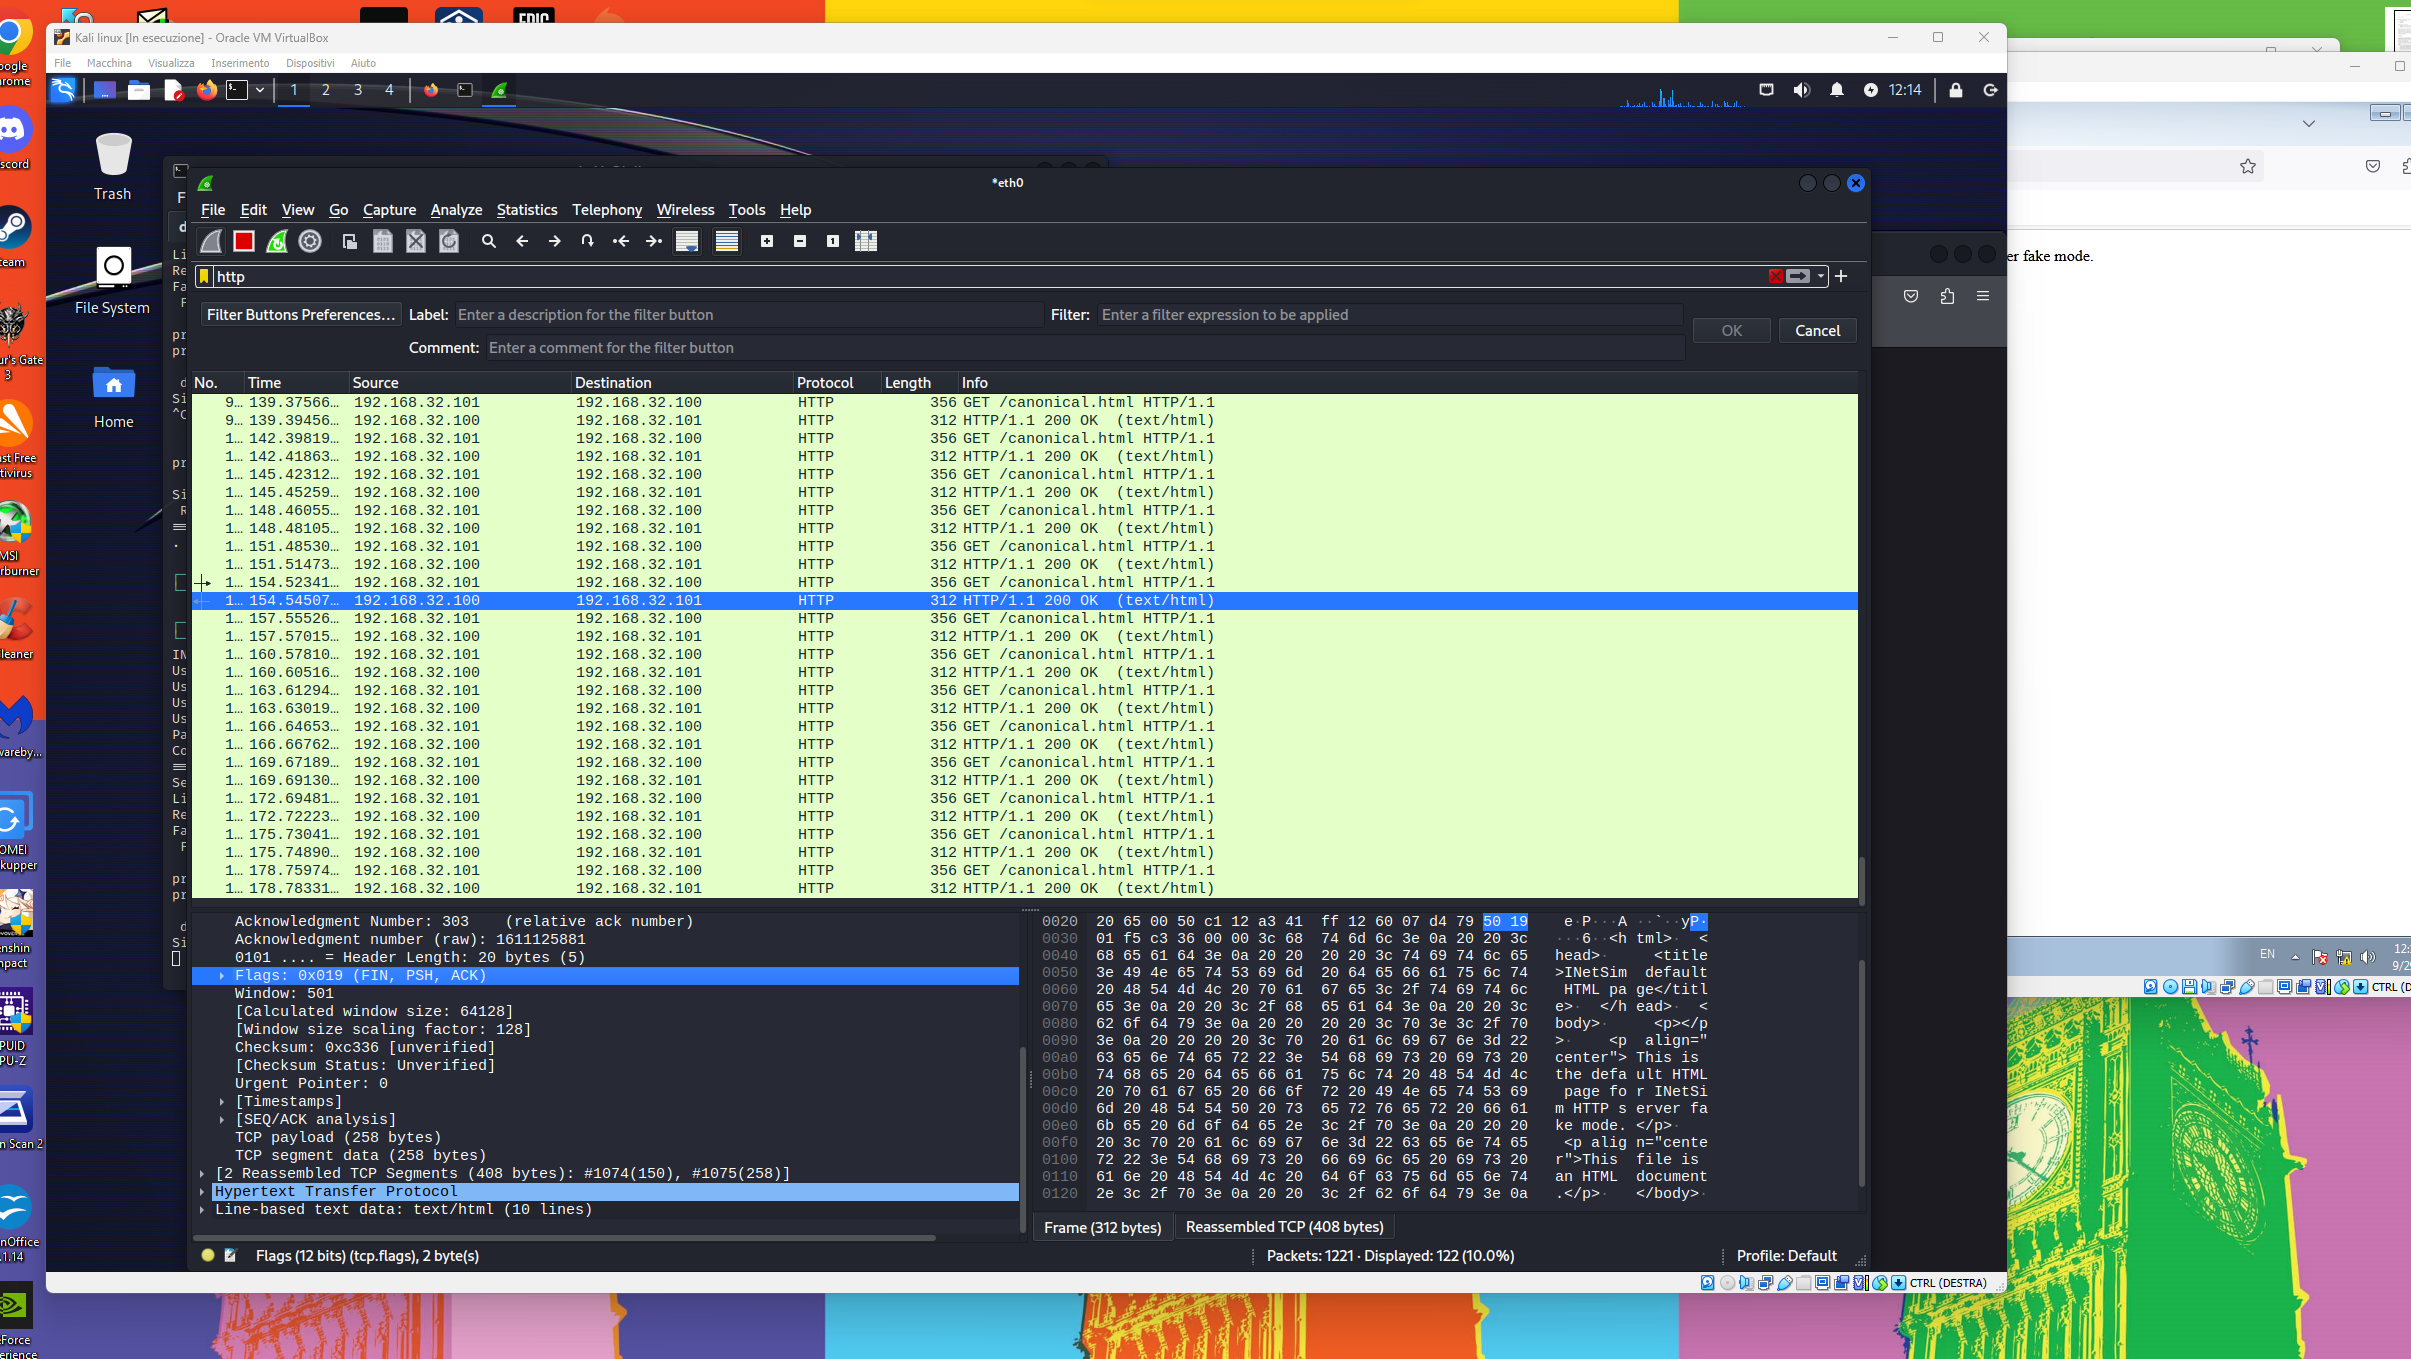 Kali linux [In esecuzione] - Oracle VM VirtualBox
File Macchina Visualizza Inserimento Dispositivi Aiuto
1 2 3 4 12:14
Trash
File System
Home
*eth0
File Edit View Go Capture Analyze Statistics Telephony Wireless Tools Help
http
Filter Buttons Preferences... Label: Enter a description for the filter button Filter: Enter a filter expression to be applied
OK Cancel
Comment: Enter a comment for the filter button
No. Time Source Destination Protocol Length Info
9… 139.37566… 192.168.32.101 192.168.32.100 HTTP 356 GET /canonical.html HTTP/1.1
9… 139.39456… 192.168.32.100 192.168.32.101 HTTP 312 HTTP/1.1 200 OK (text/html)
1… 142.39819… 192.168.32.101 192.168.32.100 HTTP 356 GET /canonical.html HTTP/1.1
1… 142.41863… 192.168.32.100 192.168.32.101 HTTP 312 HTTP/1.1 200 OK (text/html)
1… 145.42312… 192.168.32.101 192.168.32.100 HTTP 356 GET /canonical.html HTTP/1.1
1… 145.45259… 192.168.32.100 192.168.32.101 HTTP 312 HTTP/1.1 200 OK (text/html)
1… 148.46055… 192.168.32.101 192.168.32.100 HTTP 356 GET /canonical.html HTTP/1.1
1… 148.48105… 192.168.32.100 192.168.32.101 HTTP 312 HTTP/1.1 200 OK (text/html)
1… 151.48530… 192.168.32.101 192.168.32.100 HTTP 356 GET /canonical.html HTTP/1.1
1… 151.51473… 192.168.32.100 192.168.32.101 HTTP 312 HTTP/1.1 200 OK (text/html)
1… 154.52341… 192.168.32.101 192.168.32.100 HTTP 356 GET /canonical.html HTTP/1.1
1… 154.54507… 192.168.32.100 192.168.32.101 HTTP 312 HTTP/1.1 200 OK (text/html)
1… 157.55526… 192.168.32.101 192.168.32.100 HTTP 356 GET /canonical.html HTTP/1.1
1… 157.57015… 192.168.32.100 192.168.32.101 HTTP 312 HTTP/1.1 200 OK (text/html)
1… 160.57810… 192.168.32.101 192.168.32.100 HTTP 356 GET /canonical.html HTTP/1.1
1… 160.60516… 192.168.32.100 192.168.32.101 HTTP 312 HTTP/1.1 200 OK (text/html)
1… 163.61294… 192.168.32.101 192.168.32.100 HTTP 356 GET /canonical.html HTTP/1.1
1… 163.63019… 192.168.32.100 192.168.32.101 HTTP 312 HTTP/1.1 200 OK (text/html)
1… 166.64653… 192.168.32.101 192.168.32.100 HTTP 356 GET /canonical.html HTTP/1.1
1… 166.66762… 192.168.32.100 192.168.32.101 HTTP 312 HTTP/1.1 200 OK (text/html)
1… 169.67189… 192.168.32.101 192.168.32.100 HTTP 356 GET /canonical.html HTTP/1.1
1… 169.69130… 192.168.32.100 192.168.32.101 HTTP 312 HTTP/1.1 200 OK (text/html)
1… 172.69481… 192.168.32.101 192.168.32.100 HTTP 356 GET /canonical.html HTTP/1.1
1… 172.72223… 192.168.32.100 192.168.32.101 HTTP 312 HTTP/1.1 200 OK (text/html)
1… 175.73041… 192.168.32.101 192.168.32.100 HTTP 356 GET /canonical.html HTTP/1.1
1… 175.74890… 192.168.32.100 192.168.32.101 HTTP 312 HTTP/1.1 200 OK (text/html)
1… 178.75974… 192.168.32.101 192.168.32.100 HTTP 356 GET /canonical.html HTTP/1.1
1… 178.78331… 192.168.32.100 192.168.32.101 HTTP 312 HTTP/1.1 200 OK (text/html)
Acknowledgment Number: 303 (relative ack number)
Acknowledgment number (raw): 1611125881
0101 .... = Header Length: 20 bytes (5)
Flags: 0x019 (FIN, PSH, ACK)
Window: 501
[Calculated window size: 64128]
[Window size scaling factor: 128]
Checksum: 0xc336 [unverified]
[Checksum Status: Unverified]
Urgent Pointer: 0
[Timestamps]
[SEQ/ACK analysis]
TCP payload (258 bytes)
TCP segment data (258 bytes)
[2 Reassembled TCP Segments (408 bytes): #1074(150), #1075(258)]
Hypertext Transfer Protocol
Line-based text data: text/html (10 lines)
0020 20 65 00 50 c1 12 a3 41 ff 12 60 07 d4 79 50 19 e·P···A ··`··yP·
0030 01 f5 c3 36 00 00 3c 68 74 6d 6c 3e 0a 20 20 3c ···6··<h tml>· <
0040 68 65 61 64 3e 0a 20 20 20 20 3c 74 69 74 6c 65 head>· <title
0050 3e 49 4e 65 74 53 69 6d 20 64 65 66 61 75 6c 74 >INetSim default
0060 20 48 54 4d 4c 20 70 61 67 65 3c 2f 74 69 74 6c HTML pa ge</titl
0070 65 3e 0a 20 20 3c 2f 68 65 61 64 3e 0a 20 20 3c e>· </h ead>· <
0080 62 6f 64 79 3e 0a 20 20 20 20 3c 70 3e 3c 2f 70 body>· <p></p
0090 3e 0a 20 20 20 20 3c 70 20 61 6c 69 67 6e 3d 22 >· <p align="
00a0 63 65 6e 74 65 72 22 3e 54 68 69 73 20 69 73 20 center"> This is
00b0 74 68 65 20 64 65 66 61 75 6c 74 20 48 54 4d 4c the defa ult HTML
00c0 20 70 61 67 65 20 66 6f 72 20 49 4e 65 74 53 69 page fo r INetSi
00d0 6d 20 48 54 54 50 20 73 65 72 76 65 72 20 66 61 m HTTP s erver fa
00e0 6b 65 20 6d 6f 64 65 2e 3c 2f 70 3e 0a 20 20 20 ke mode. </p>·
00f0 20 3c 70 20 61 6c 69 67 6e 3d 22 63 65 6e 74 65 <p alig n="cente
0100 72 22 3e 54 68 69 73 20 66 69 6c 65 20 69 73 20 r">This file is
0110 61 6e 20 48 54 4d 4c 20 64 6f 63 75 6d 65 6e 74 an HTML document
0120 2e 3c 2f 70 3e 0a 20 20 3c 2f 62 6f 64 79 3e 0a .</p>· </body>·
Frame (312 bytes) Reassembled TCP (408 bytes)
Flags (12 bits) (tcp.flags), 2 byte(s) Packets: 1221 · Displayed: 122 (10.0%) Profile: Default
CTRL (DESTRA)
er fake mode.
EN
EPIC